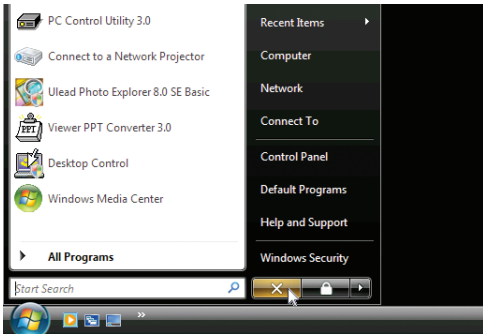 PC Control Utility 3.0
Connect to a Network Projector
Ulead Photo Explorer 8.0 SE Basic
PPT
Viewer PPT Converter 3.0
Desktop Control
Windows Media Center
All Programs
Start Search
Recent Items
Computer
Network
Connect To
Control Panel
Default Programs
Help and Support
Windows Security
»